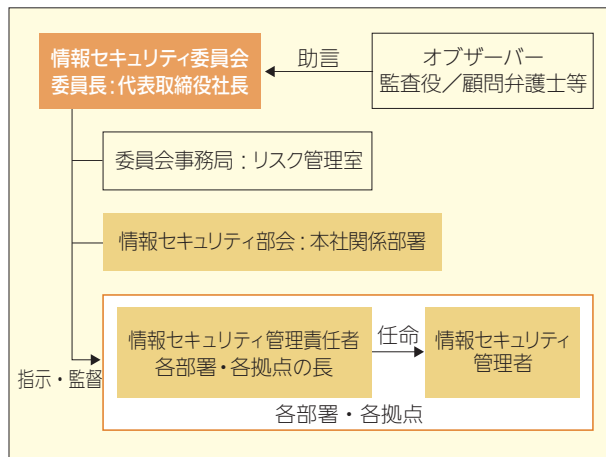 情報セキュリティ委員会
委員長：代表取締役社長
助言
オブザーバー
監査役／顧問弁護士等
委員会事務局：リスク管理室
情報セキュリティ部会：本社関係部署
情報セキュリティ管理責任者
各部署・各拠点の長
任命
情報セキュリティ
管理者
指示・監督
各部署・各拠点